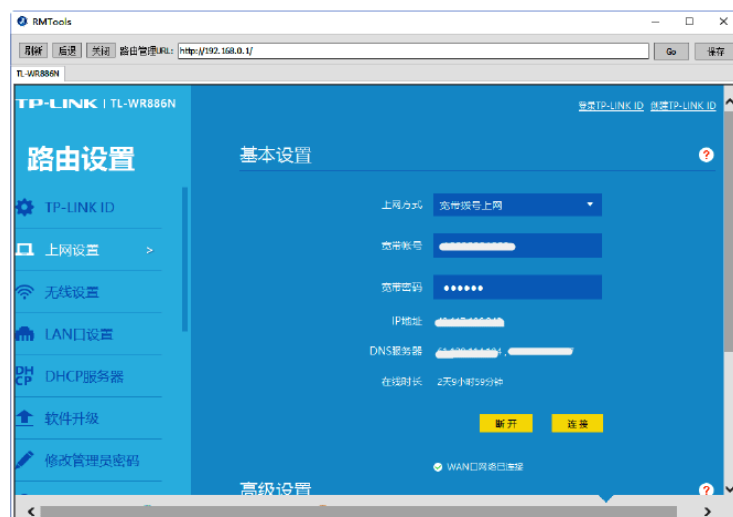 RMTools
刷新 后退 关闭 路由管理URL: http://192.168.0.1/ Go 保存
TL-WR886N
TP-LINK | TL-WR886N
登录TP-LINK ID 创建TP-LINK ID
路由设置
TP-LINK ID
上网设置 >
无线设置
LAN口设置
DHCP DHCP服务器
软件升级
修改管理员密码
基本设置 ?
上网方式 宽带拨号上网
宽带账号
宽带密码 ●●●●●●
IP地址
DNS服务器
在线时长 2天9小时59分钟
断开 连接
WAN口网络已连接
高级设置 ?